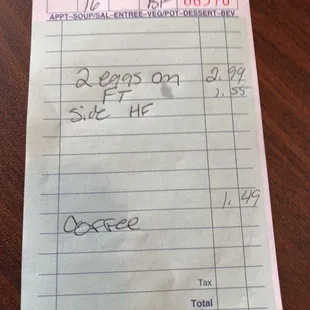 16 BP
APPT-SOUP/SAL-ENTREE-VEG/POT-DESSERT-BEV
2 eggs on 2.99
FT 1.55
Side HF
1.49
Coffee
Tax
Total